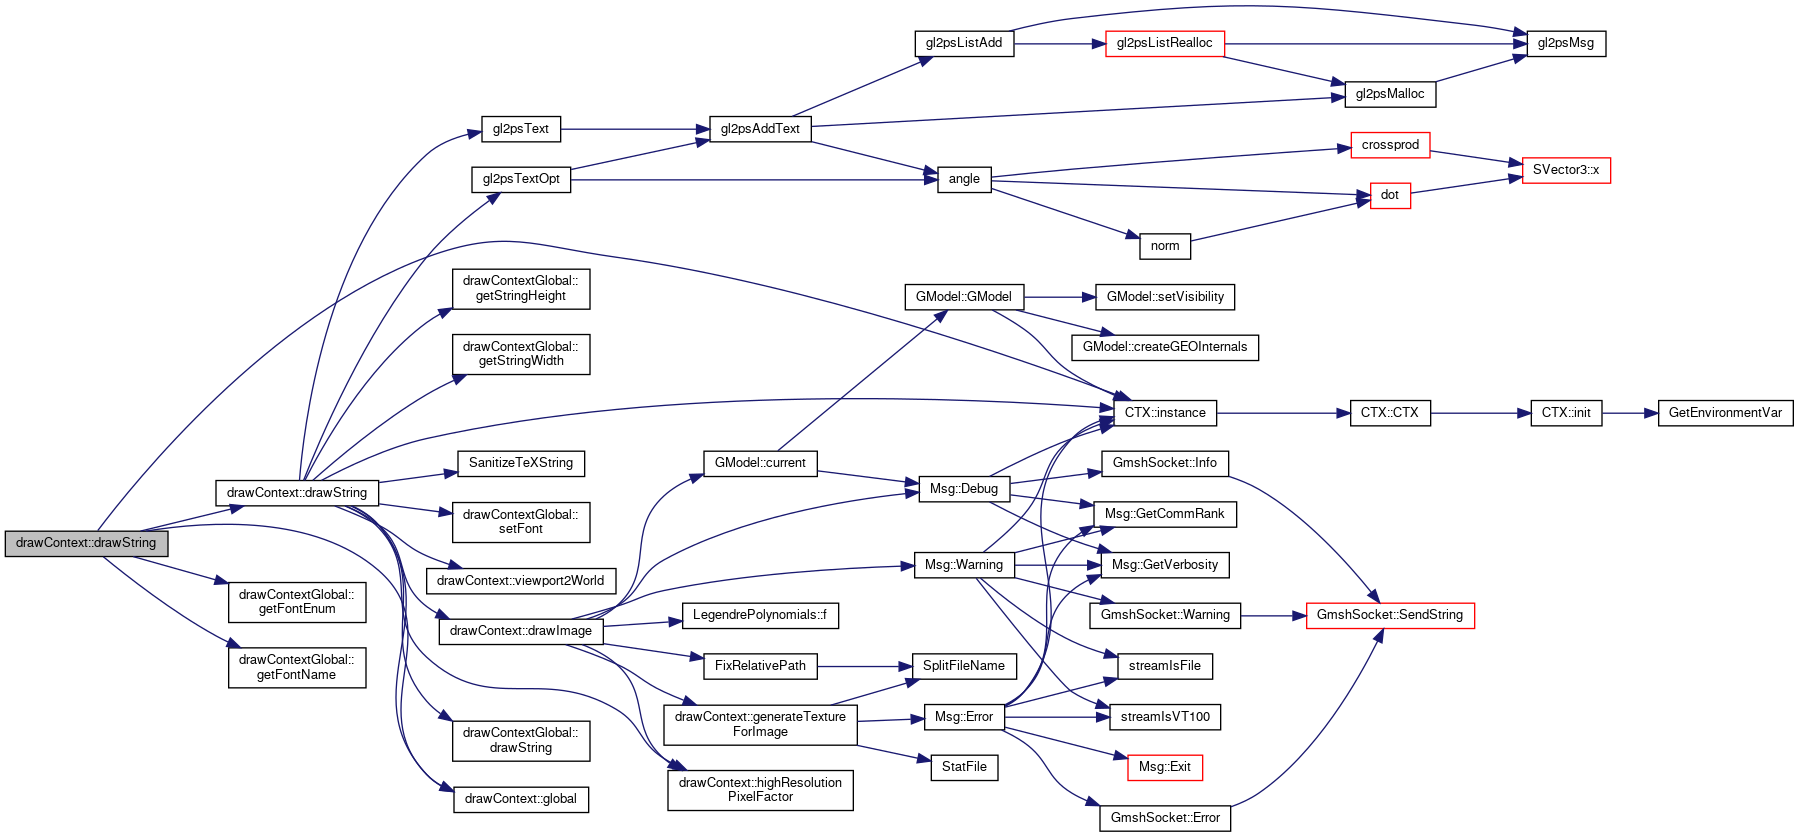 gl2psListAdd
gl2psListRealloc
gl2psMsg
gl2psMalloc
gl2psText
gl2psAddText
crossprod
gl2psTextOpt
angle
SVector3::x
dot
norm
drawContextGlobal::
getStringHeight
GModel::GModel
GModel::setVisibility
GModel::createGEOInternals
drawContextGlobal::
getStringWidth
CTX::instance
CTX::CTX
CTX::init
GetEnvironmentVar
SanitizeTeXString
GModel::current
GmshSocket::Info
drawContext::drawString
Msg::Debug
Msg::GetCommRank
drawContextGlobal::
setFont
drawContext::drawString
drawContext::viewport2World
Msg::Warning
Msg::GetVerbosity
drawContextGlobal::
getFontEnum
LegendrePolynomials::f
GmshSocket::Warning
GmshSocket::SendString
drawContext::drawImage
drawContextGlobal::
getFontName
FixRelativePath
SplitFileName
streamIsFile
drawContext::generateTexture
ForImage
Msg::Error
streamIsVT100
drawContextGlobal::
drawString
StatFile
Msg::Exit
drawContext::global
drawContext::highResolution
PixelFactor
GmshSocket::Error